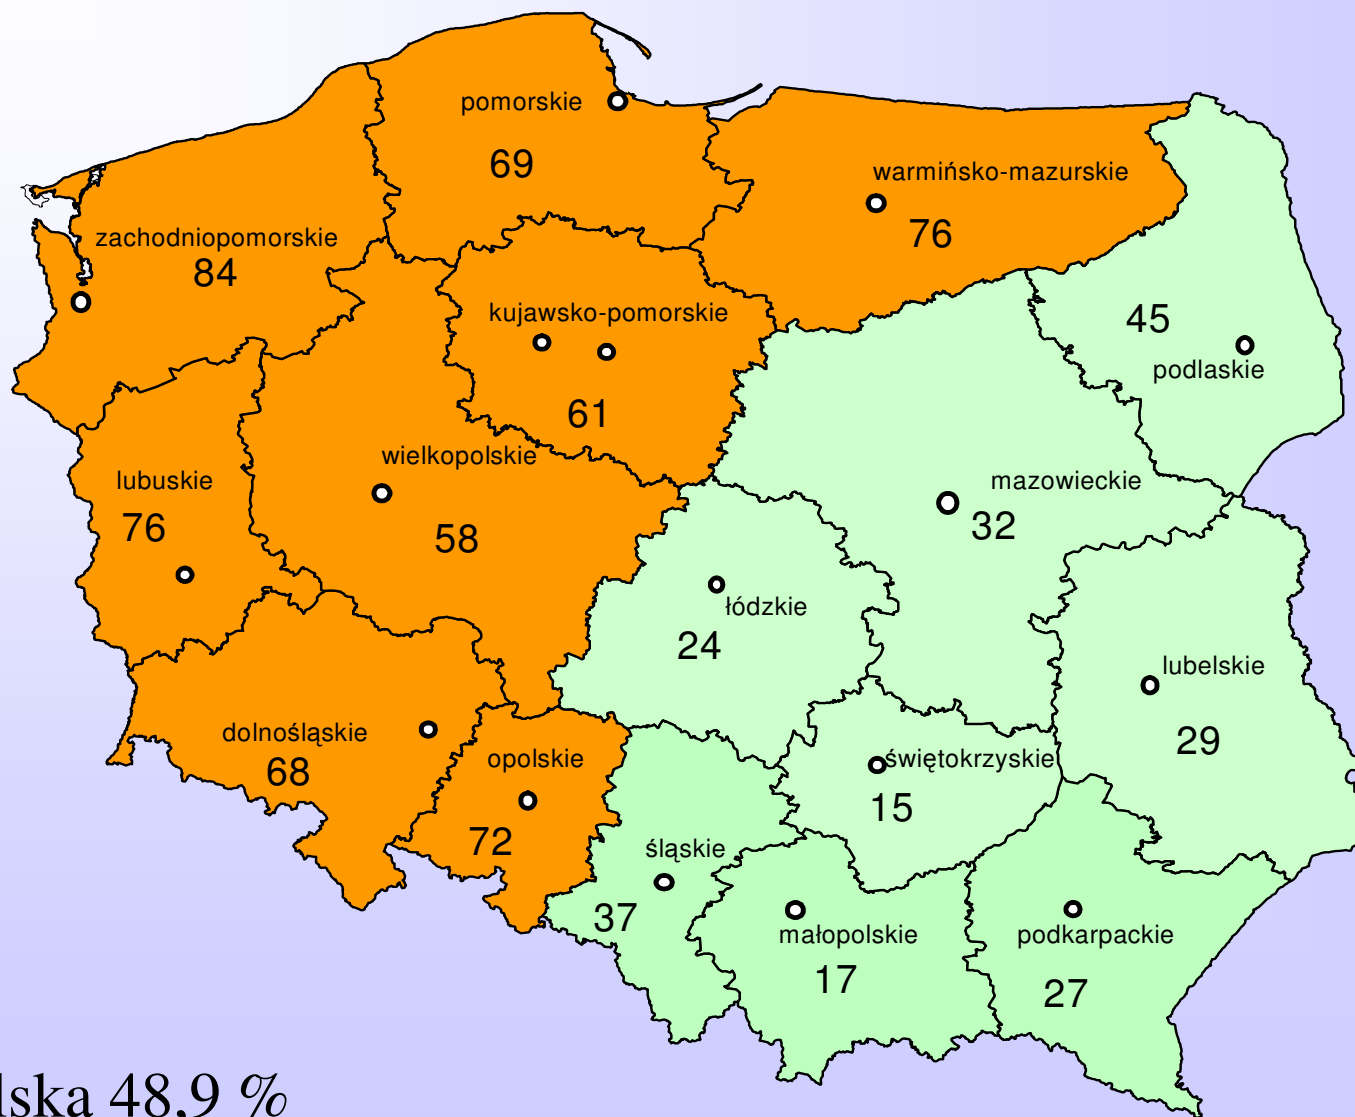 pomorskie
69
warmińsko-mazurskie
76
zachodniopomorskie
84
kujawsko-pomorskie
61
45
podlaskie
wielkopolskie
58
lubuskie
76
mazowieckie
32
łódzkie
24
lubelskie
29
dolnośląskie
68
opolskie
72
świętokrzyskie
15
śląskie
37
małopolskie
17
podkarpackie
27
lska 48,9 %